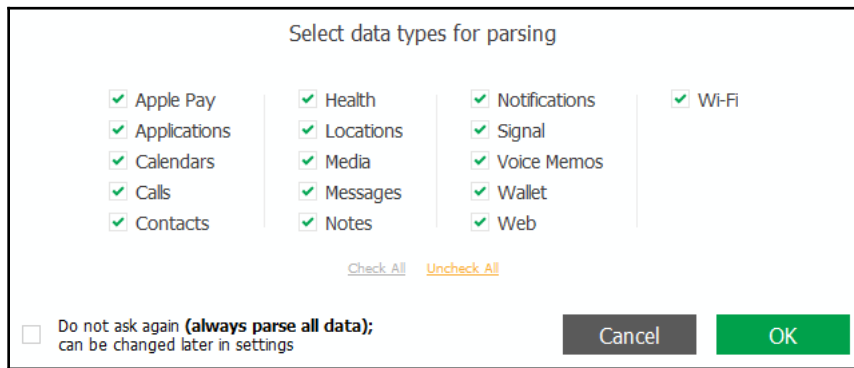 Select data types for parsing
Apple Pay
Applications
Calendars
Calls
Contacts
Health
Locations
Media
Messages
Notes
Notifications
Signal
Voice Memos
Wallet
Web
Wi-Fi
Check All Uncheck All
Do not ask again (always parse all data);
can be changed later in settings
Cancel OK